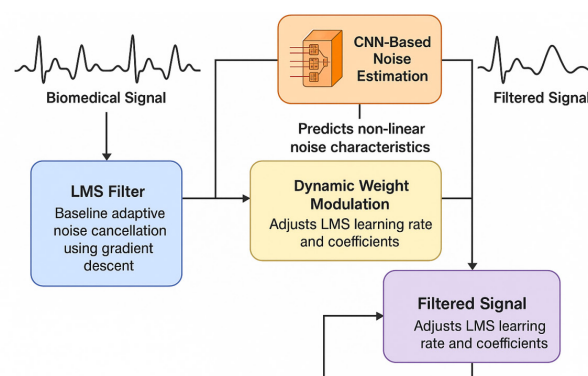 Biomedical Signal
CNN-Based
Noise
Estimation
Filtered Signal
Predicts non-linear
noise characteristics
LMS Filter
Baseline adaptive
noise cancellation
using gradient
descent
Dynamic Weight
Modulation
Adjusts LMS learning rate
and coefficients
Filtered Signal
Adjusts LMS learring
rate and coefficients